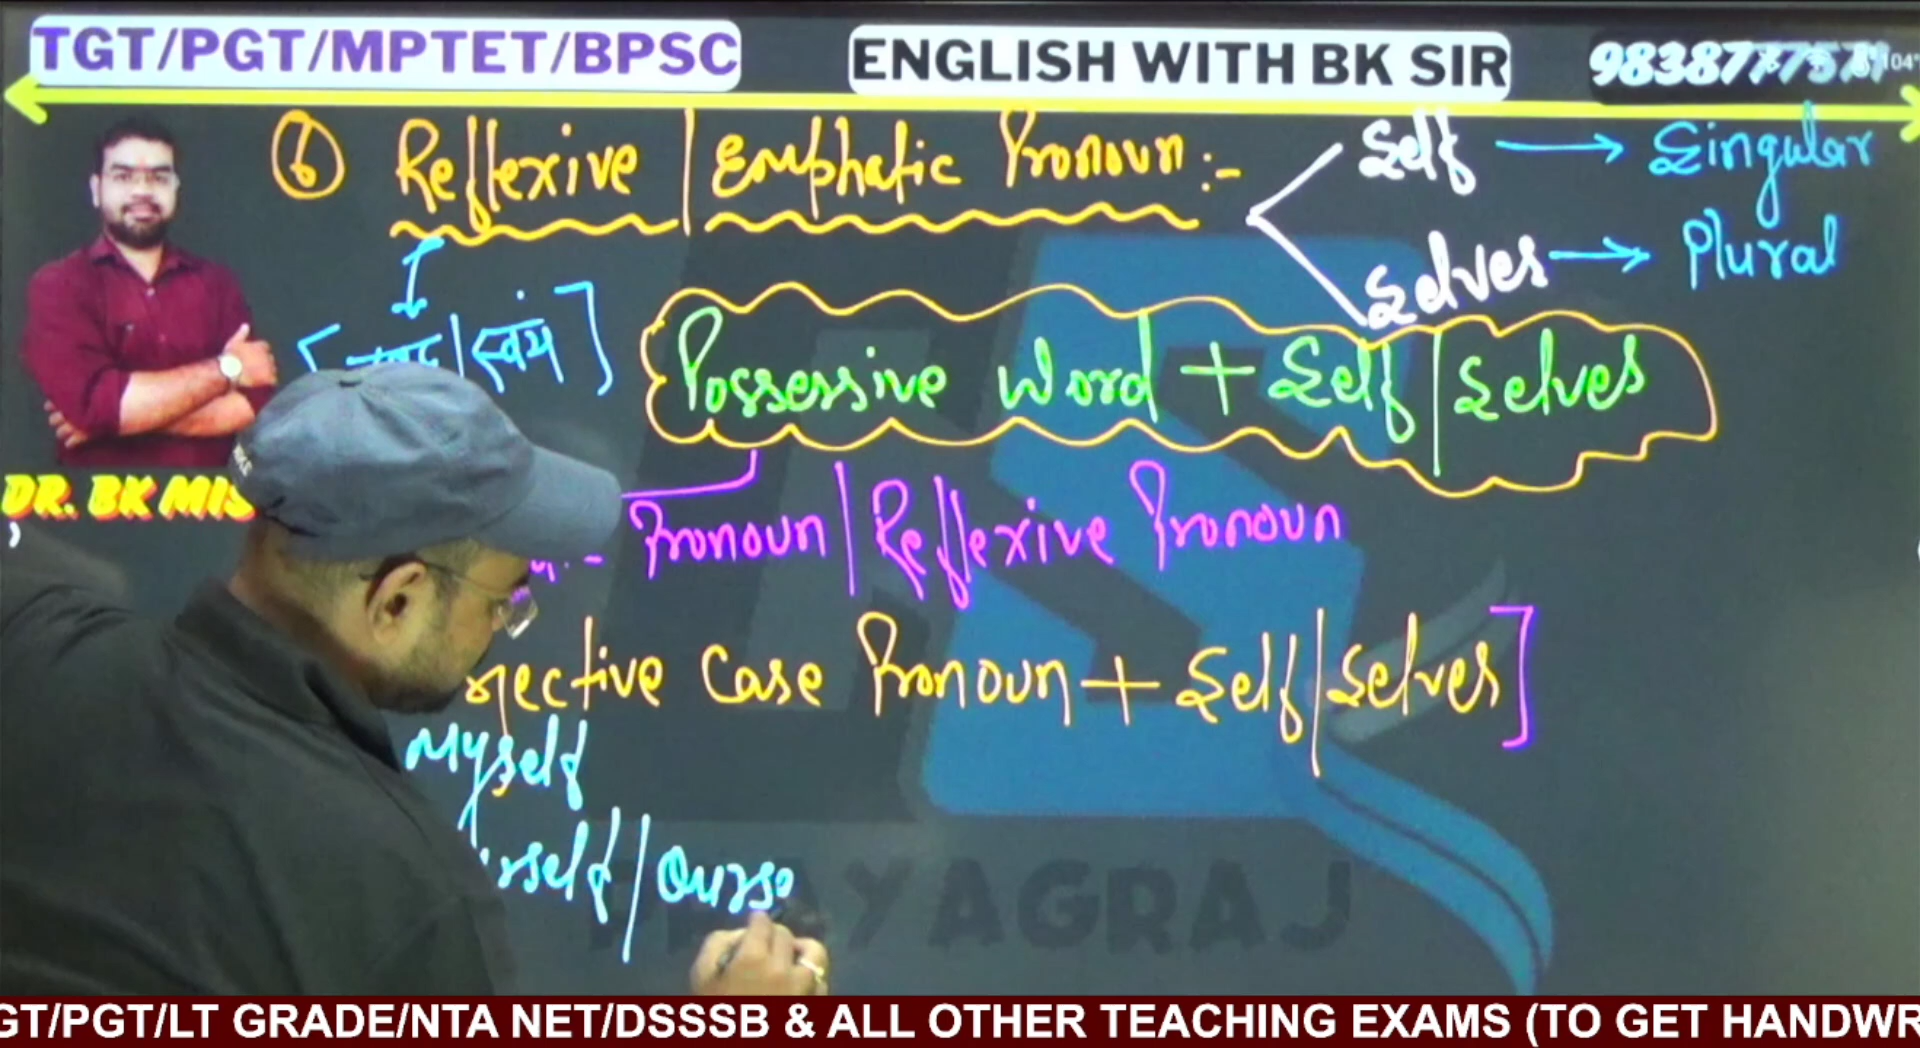 TGT/PGT/MPTET/BPSC
ENGLISH WITH BK SIR
⑥ Reflexive | Emphatic Pronoun :-
Self → Singular
Selves → Plural
स्वयं ]
Possessive Word + Self | Selves
DR. BK MIS
Pronoun | Reflexive Pronoun
ective Case Pronoun + Self | Selves ]
Myself
rself / Ourse
PRAYAGRAJ
GT/PGT/LT GRADE/NTA NET/DSSSB & ALL OTHER TEACHING EXAMS (TO GET HANDWR